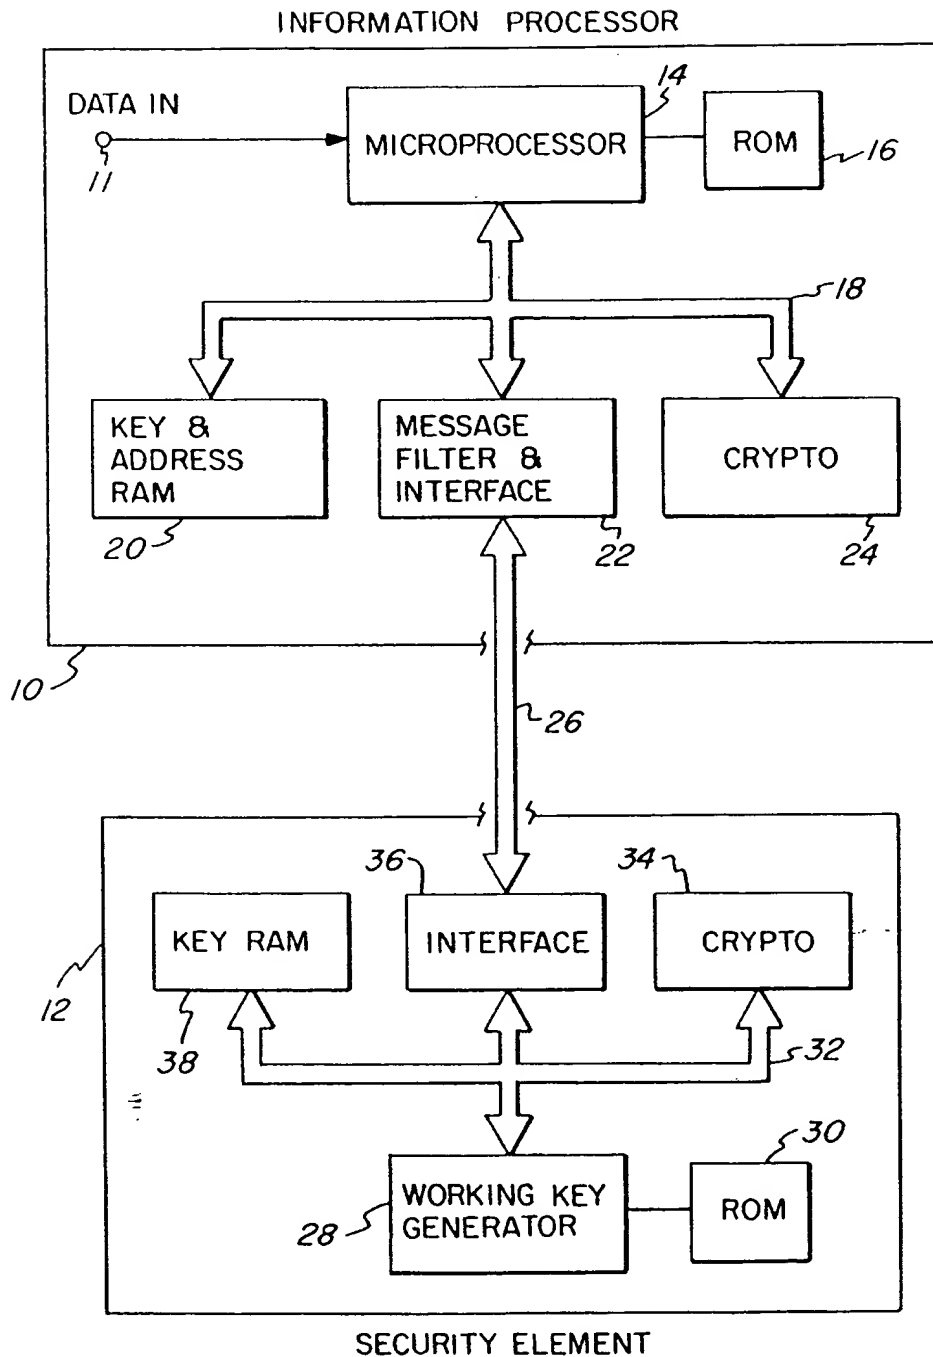 INFORMATION PROCESSOR
DATA IN
11
MICROPROCESSOR
14
ROM
16
18
KEY &
ADDRESS
RAM
20
MESSAGE
FILTER &
INTERFACE
22
CRYPTO
24
10
26
12
KEY RAM
38
36
INTERFACE
34
CRYPTO
32
WORKING KEY
GENERATOR
28
30
ROM
SECURITY ELEMENT